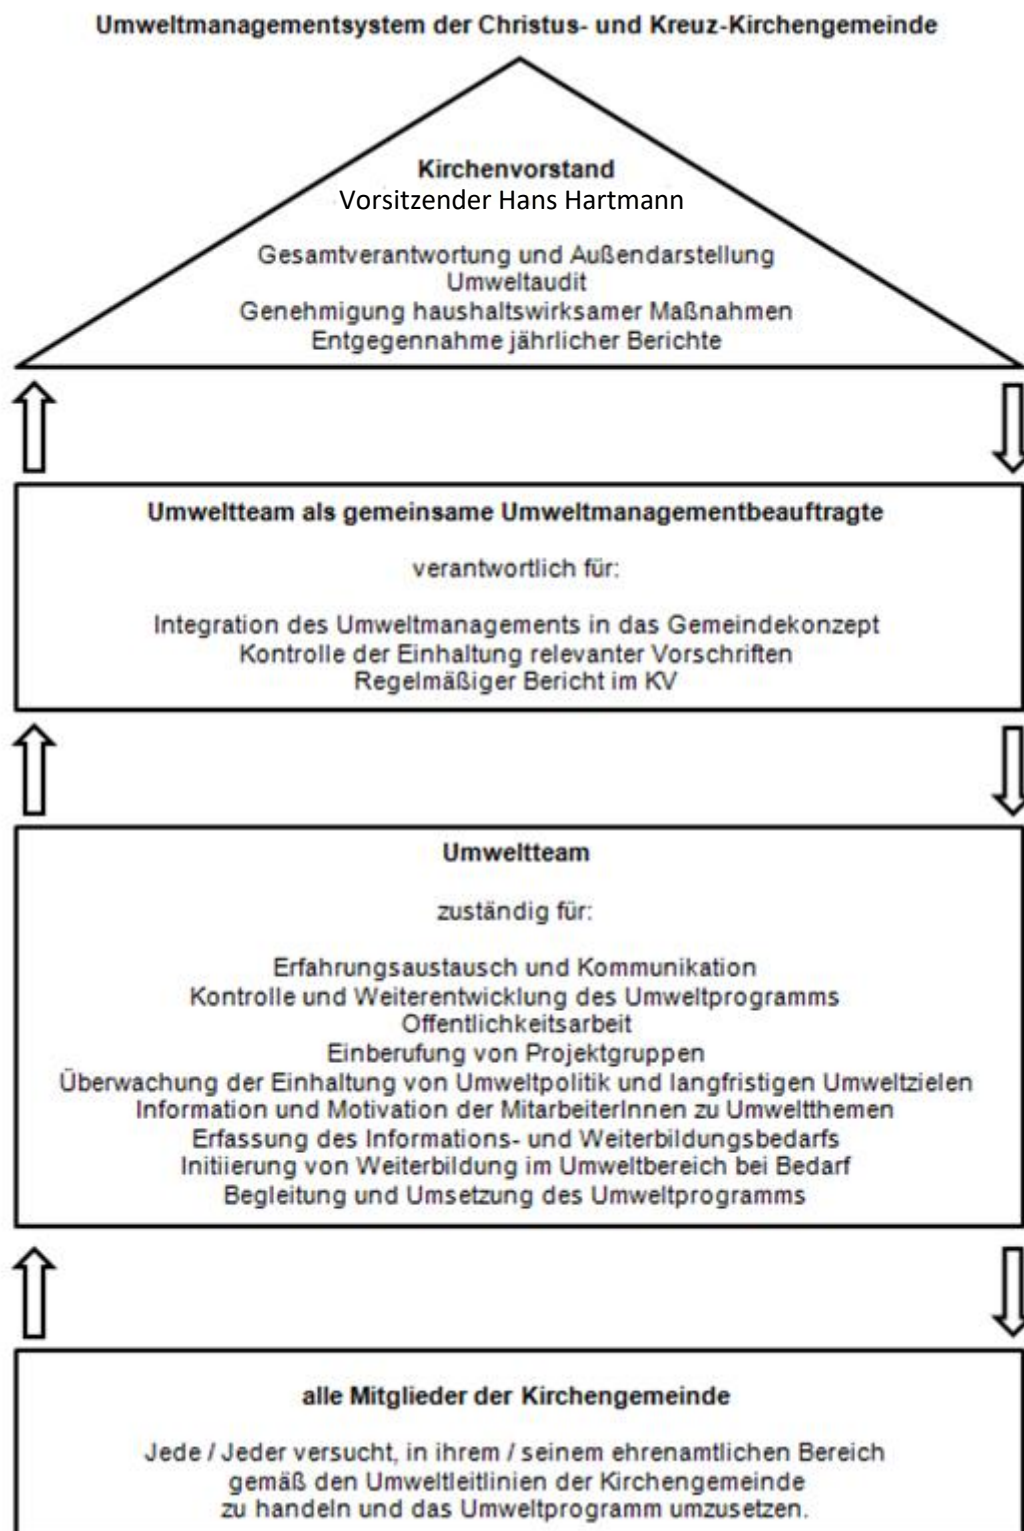 Umweltmanagementsystem der Christus- und Kreuz-Kirchengemeinde
Kirchenvorstand
Vorsitzender Hans Hartmann
Gesamtverantwortung und Außendarstellung
Umweltaudit
Genehmigung haushaltswirksamer Maßnahmen
Entgegennahme jährlicher Berichte
Umweltteam als gemeinsame Umweltmanagementbeauftragte
verantwortlich für:
Integration des Umweltmanagements in das Gemeindekonzept
Kontrolle der Einhaltung relevanter Vorschriften
Regelmäßiger Bericht im KV
Umweltteam
zuständig für:
Erfahrungsaustausch und Kommunikation
Kontrolle und Weiterentwicklung des Umweltprogramms
Offentlichkeitsarbeit
Einberufung von Projektgruppen
Überwachung der Einhaltung von Umweltpolitik und langfristigen Umweltzielen
Information und Motivation der MitarbeiterInnen zu Umweltthemen
Erfassung des Informations- und Weiterbildungsbedarfs
Initiierung von Weiterbildung im Umweltbereich bei Bedarf
Begleitung und Umsetzung des Umweltprogramms
alle Mitglieder der Kirchengemeinde
Jede / Jeder versucht, in ihrem / seinem ehrenamtlichen Bereich
gemäß den Umweltleitlinien der Kirchengemeinde
zu handeln und das Umweltprogramm umzusetzen.